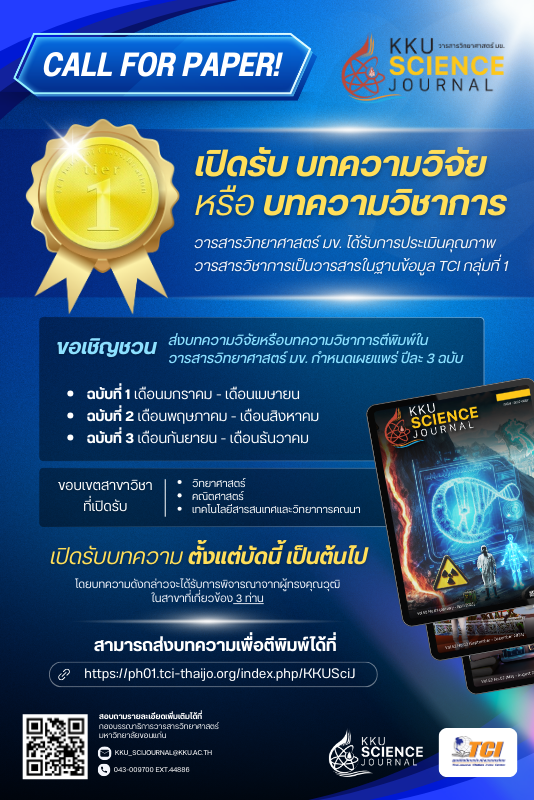 CALL FOR PAPER!
KKU วารสารวิทยาศาสตร์ มข.
SCIENCE
JOURNAL
Tier
1
เปิดรับ บทความวิจัย
หรือ บทความวิชาการ
วารสารวิทยาศาสตร์ มข. ได้รับการประเมินคุณภาพ
วารสารวิชาการเป็นวารสารในฐานข้อมูล TCI กลุ่มที่ 1
ขอเชิญชวน
ส่งบทความวิจัยหรือบทความวิชาการตีพิมพ์ใน
วารสารวิทยาศาสตร์ มข. กำหนดเผยแพร่ ปีละ 3 ฉบับ
• ฉบับที่ 1 เดือนมกราคม - เดือนเมษายน
• ฉบับที่ 2 เดือนพฤษภาคม - เดือนสิงหาคม
• ฉบับที่ 3 เดือนกันยายน - เดือนธันวาคม
KKU
SCIENCE
JOURNAL
ขอบเขตสาขาวิชา
ที่เปิดรับ
• วิทยาศาสตร์
• คณิตศาสตร์
• เทคโนโลยีสารสนเทศและวิทยาการคณนา
เปิดรับบทความ ตั้งแต่บัดนี้ เป็นต้นไป
โดยบทความดังกล่าวจะได้รับการพิจารณาจากผู้ทรงคุณวุฒิ
ในสาขาที่เกี่ยวข้อง 3 ท่าน
สามารถส่งบทความเพื่อตีพิมพ์ได้ที่
https://ph01.tci-thaijo.org/index.php/KKUSciJ
สอบถามรายละเอียดเพิ่มเติมได้ที่
กองบรรณาธิการวารสารวิทยาศาสตร์
มหาวิทยาลัยขอนแก่น
KKU_SCIJOURNAL@KKU.AC.TH
043-009700 EXT.44886
KKU
SCIENCE
JOURNAL
TCI